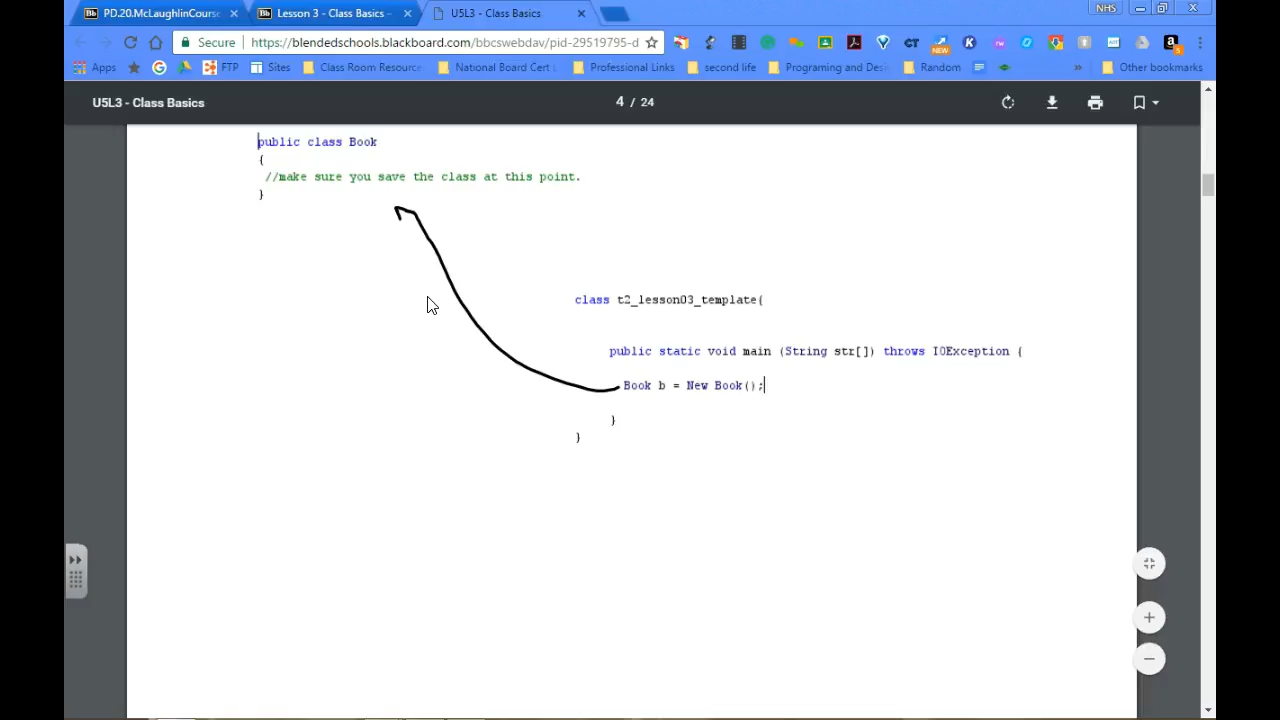 PD.20.McLaughlinCourse
Lesson 3 - Class Basics –
U5L3 - Class Basics
NHS
Secure
https://blendedschools.blackboard.com/bbcswebdav/pid-29519795-d
Apps
FTP
Sites
Class Room Resource
National Board Cert i
Professional Links
second life
Programing and Desi
Random
Other bookmarks
U5L3 - Class Basics
4 / 24
public class Book
{
//make sure you save the class at this point.
}
class t2_lesson03_template{
public static void main (String str[]) throws IOException {
Book b = New Book();
}
}